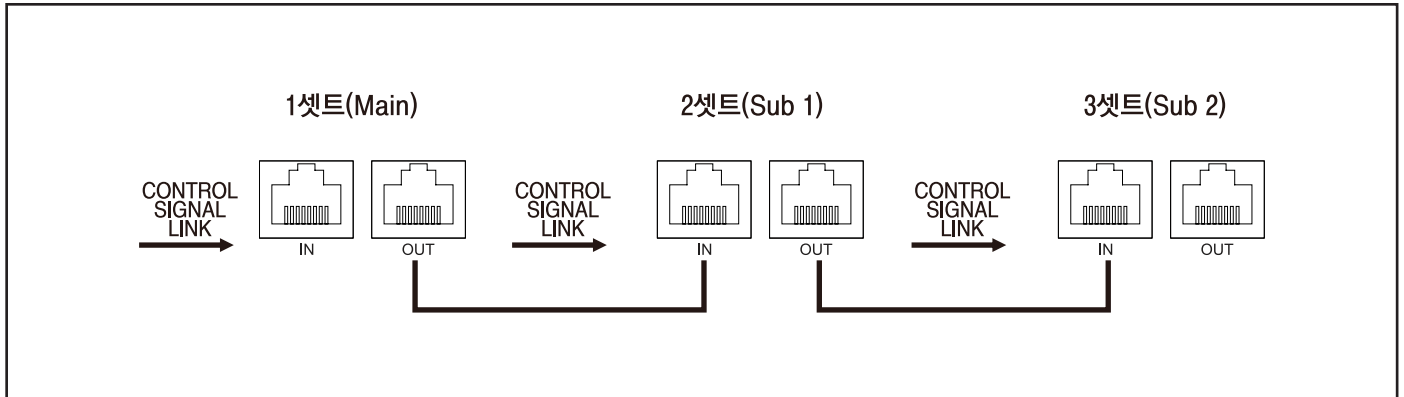 1셋트(Main)
CONTROL
SIGNAL
LINK
IN
OUT
2셋트(Sub 1)
CONTROL
SIGNAL
LINK
IN
OUT
3셋트(Sub 2)
CONTROL
SIGNAL
LINK
IN
OUT